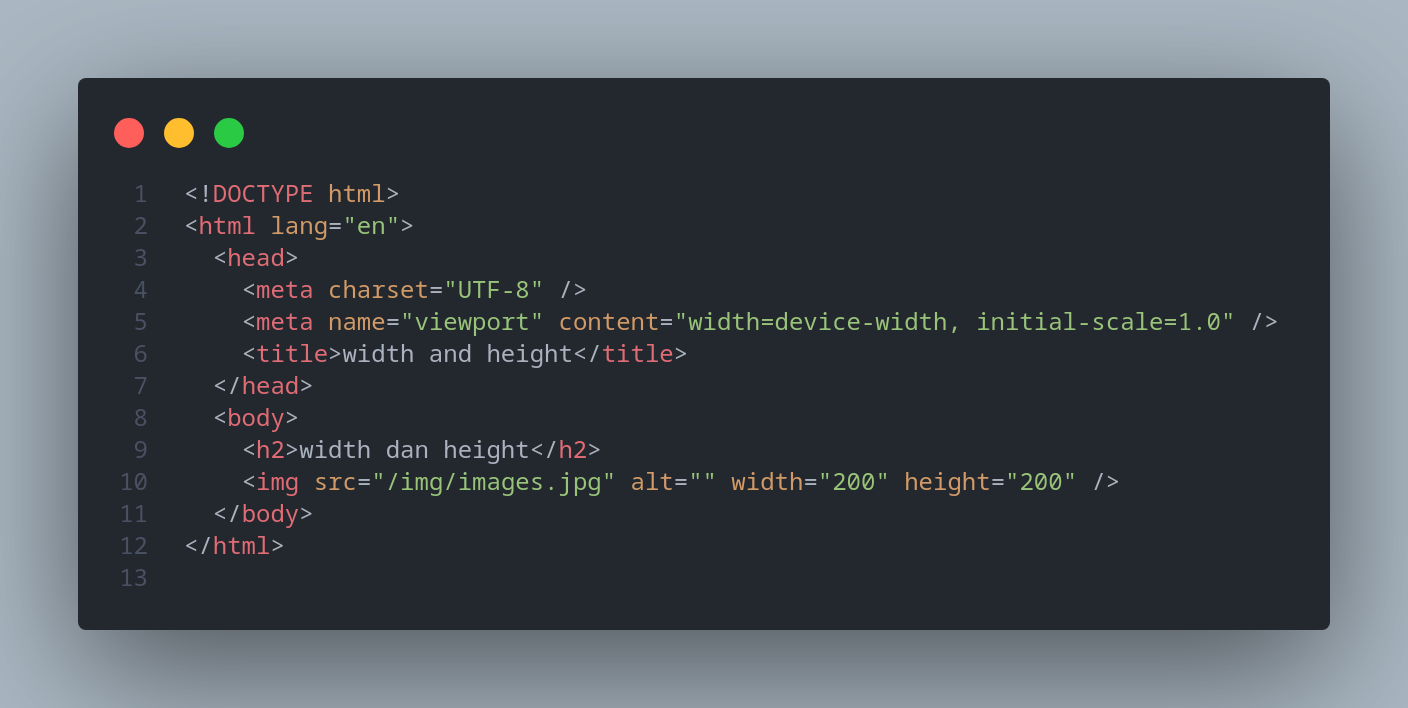 1 <!DOCTYPE html>
2 <html lang="en">
3   <head>
4     <meta charset="UTF-8" />
5     <meta name="viewport" content="width=device-width, initial-scale=1.0" />
6     <title>width and height</title>
7   </head>
8   <body>
9     <h2>width dan height</h2>
10     <img src="/img/images.jpg" alt="" width="200" height="200" />
11   </body>
12 </html>
13